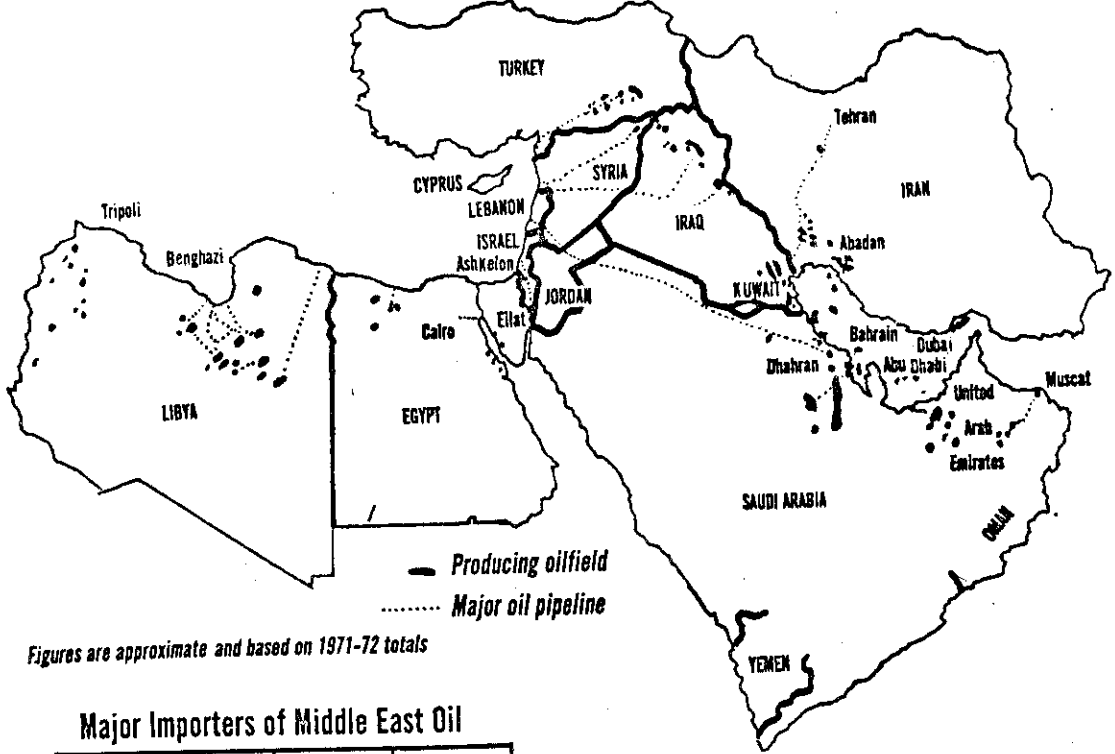 TURKEY
Tehran
CYPRUS
SYRIA
IRAN
LEBANON
Tripoli
IRAQ
ISRAEL
Abadan
Benghazi
Ashkelon
KUWAIT
JORDAN
Eilat
Cairo
Bahrain
Dubai
Dhahran
Abu Dhabi
Muscat
United
Arab
Emirates
LIBYA
EGYPT
SAUDI ARABIA
OMAN
Producing oilfield
Major oil pipeline
Figures are approximate and based on 1971-72 totals
YEMEN
Major Importers of Middle East Oil